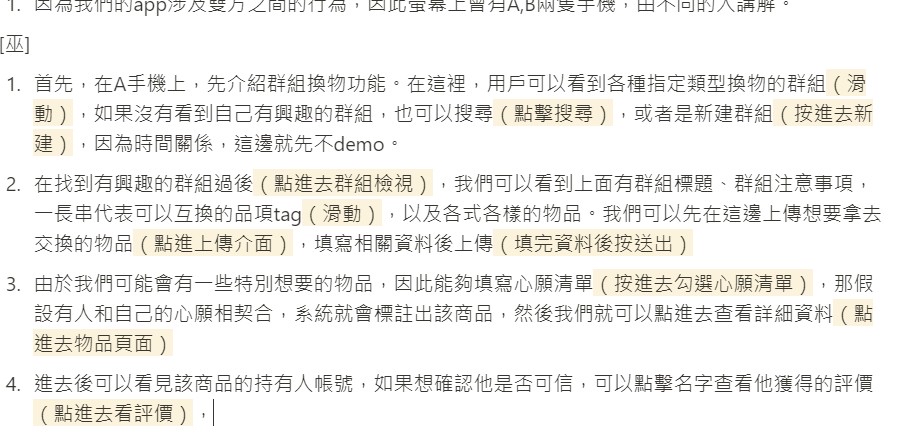 1. 因為我們的app涉及雙方之間的行為，因此螢幕上會有A,B兩隻手機，由不同的人講解。
[巫]
1. 首先，在A手機上，先介紹群組換物功能。在這裡，用戶可以看到各種指定類型換物的群組（滑
動），如果沒有看到自己有興趣的群組，也可以搜尋（點擊搜尋），或者是新建群組（按進去新
建），因為時間關係，這邊就先不demo。
2. 在找到有興趣的群組過後（點進去群組檢視），我們可以看到上面有群組標題、群組注意事項，
一長串代表可以互換的品項tag（滑動），以及各式各樣的物品。我們可以先在這邊上傳想要拿去
交換的物品（點進上傳介面），填寫相關資料後上傳（填完資料後按送出）
3. 由於我們可能會有一些特別想要的物品，因此能夠填寫心願清單（按進去勾選心願清單），那假
設有人和自己的心願相契合，系統就會標註出該商品，然後我們就可以點進去查看詳細資料（點
進去物品頁面）
4. 進去後可以看見該商品的持有人帳號，如果想確認他是否可信，可以點擊名字查看他獲得的評價
（點進去看評價），